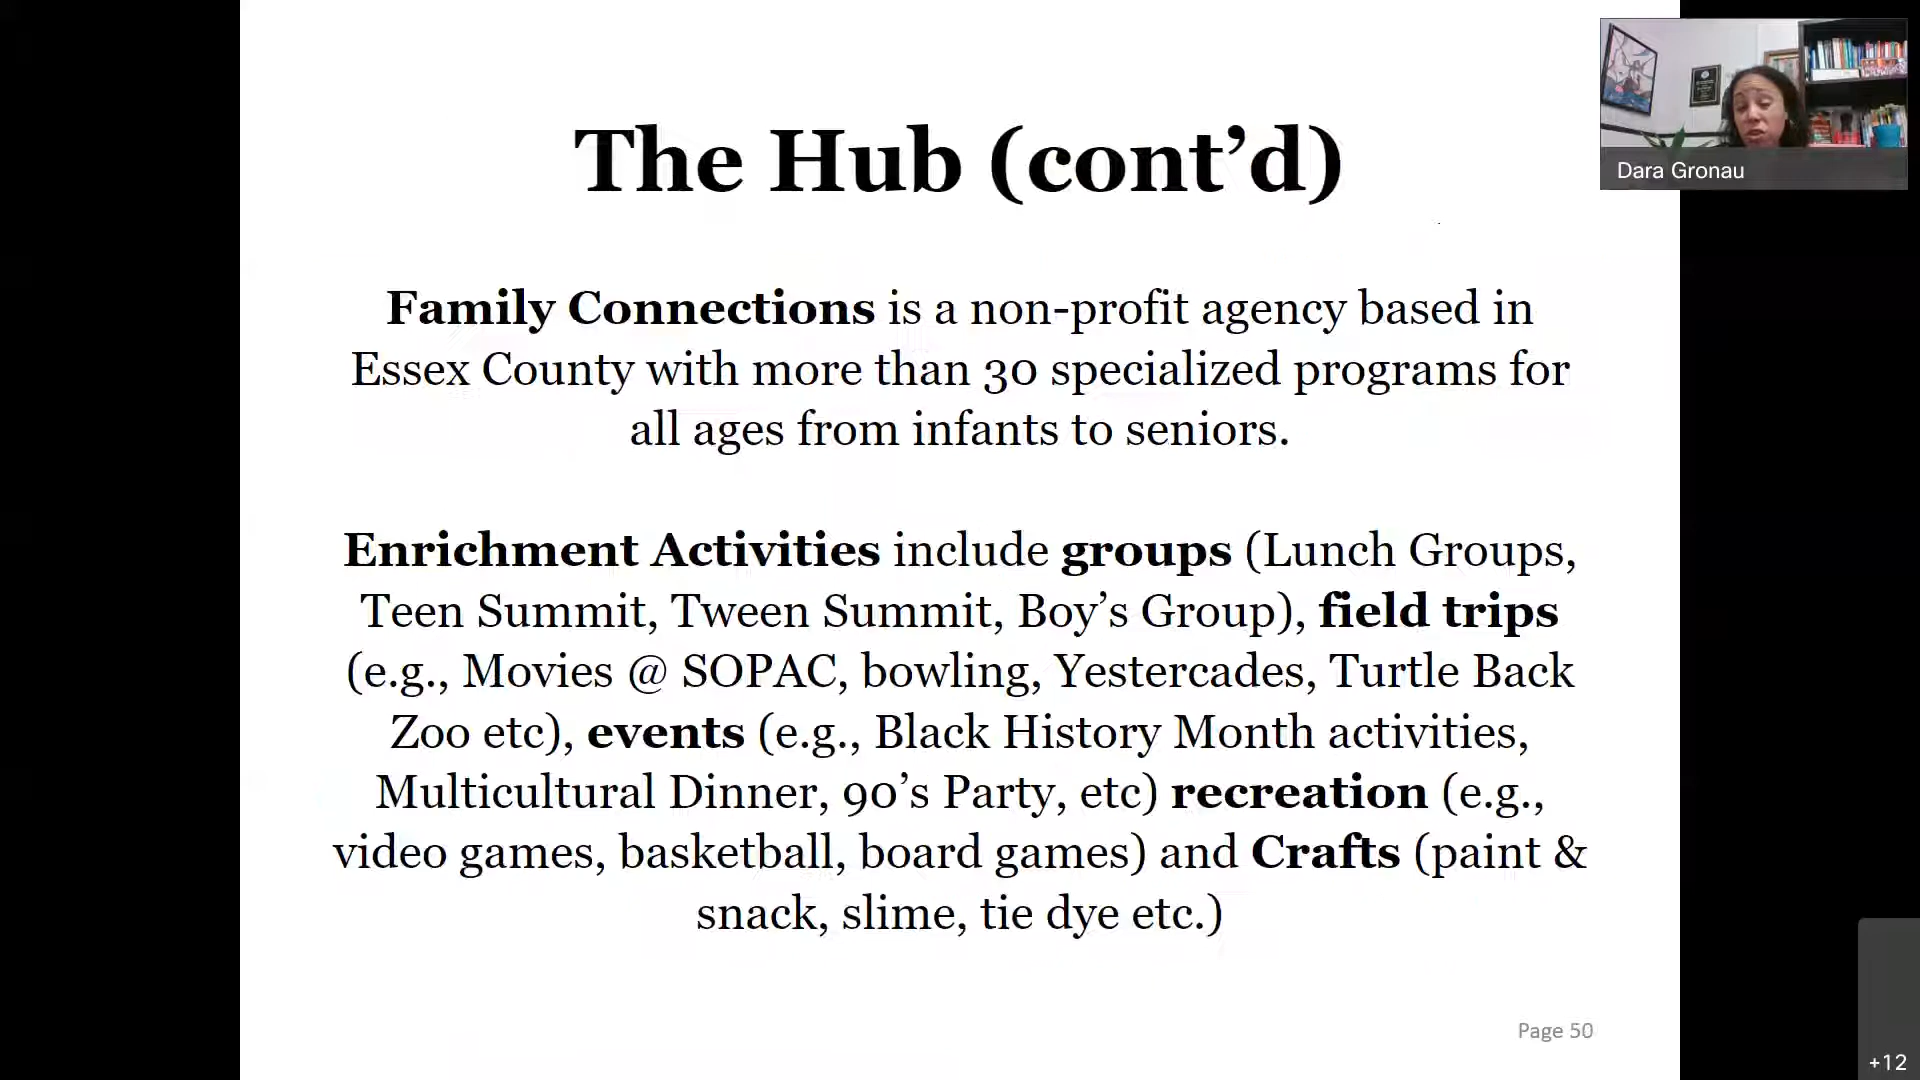 The Hub (cont’d)
Dara Gronau
Family Connections is a non-profit agency based in
Essex County with more than 30 specialized programs for
all ages from infants to seniors.
Enrichment Activities include groups (Lunch Groups,
Teen Summit, Tween Summit, Boy’s Group), field trips
(e.g., Movies @ SOPAC, bowling, Yestercades, Turtle Back
Zoo etc), events (e.g., Black History Month activities,
Multicultural Dinner, 90’s Party, etc) recreation (e.g.,
video games, basketball, board games) and Crafts (paint &
snack, slime, tie dye etc.)
Page 50
+12